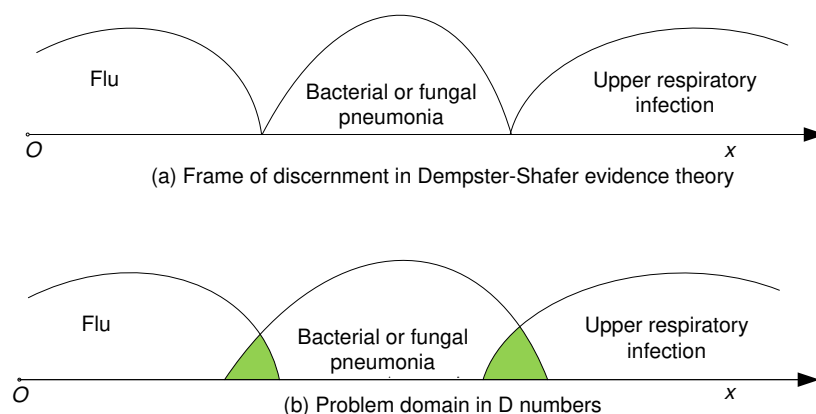 Flu
Bacterial or fungal
pneumonia
Upper respiratory
infection
O
x
(a) Frame of discernment in Dempster-Shafer evidence theory
Flu
Bacterial or fungal
pneumonia
Upper respiratory
infection
O
x
(b) Problem domain in D numbers